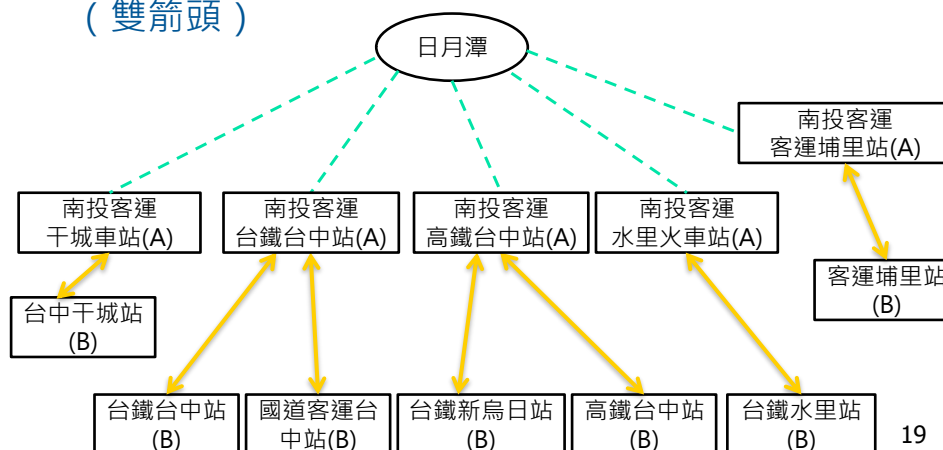 (雙箭頭)
日月潭
南投客運
客運埔里站(A)
南投客運
干城車站(A)
南投客運
台鐵台中站(A)
南投客運
高鐵台中站(A)
南投客運
水里火車站(A)
客運埔里站
(B)
台中干城站
(B)
台鐵台中站
(B)
國道客運台
中站(B)
台鐵新烏日站
(B)
高鐵台中站
(B)
台鐵水里站
(B)
19